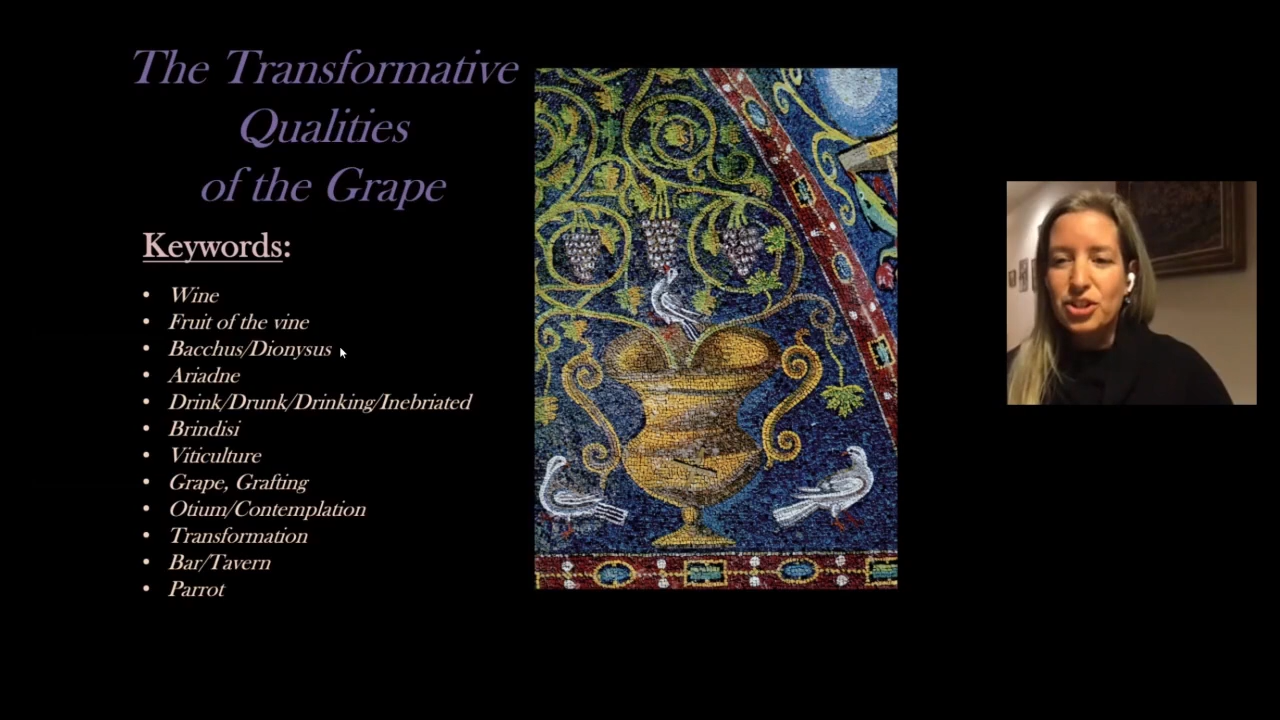 The Transformative
Qualities
of the Grape
Keywords:
• Wine
• Fruit of the vine
• Bacchus/Dionysus
• Ariadne
• Drink/Drunk/Drinking/Inebriated
• Brindisi
• Viticulture
• Grape, Grafting
• Otium/Contemplation
• Transformation
• Bar/Tavern
• Parrot